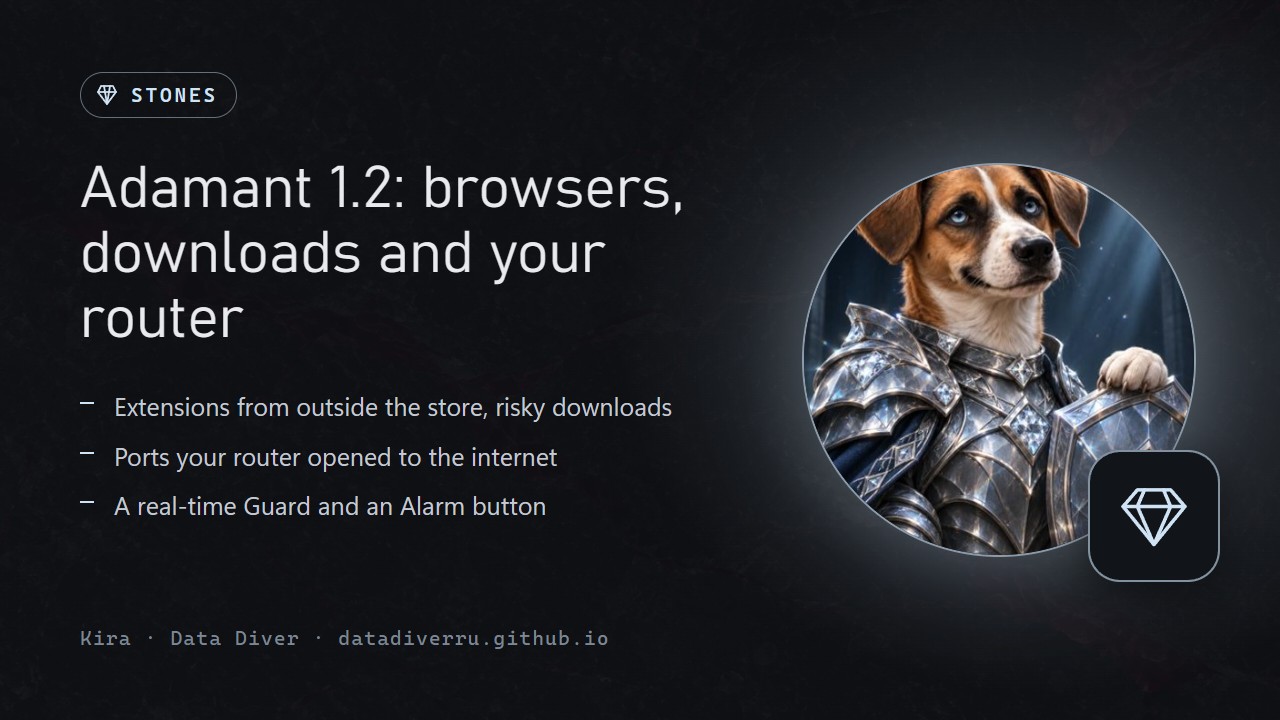 STONES
Adamant 1.2: browsers,
downloads and your
router
Extensions from outside the store, risky downloads
Ports your router opened to the internet
A real-time Guard and an Alarm button
Kira · Data Diver · datadiverru.github.io